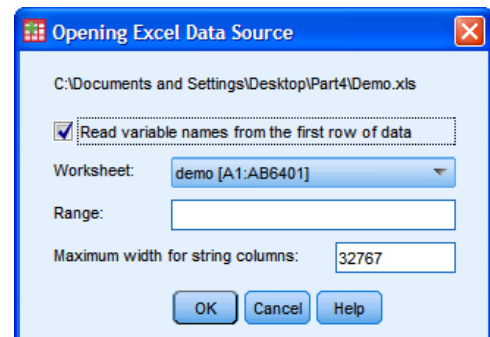 Opening Excel Data Source
C:\Documents and Settings\Desktop\Part4\Demo.xls
Read variable names from the first row of data
Worksheet: demo [A1:AB6401]
Range:
Maximum width for string columns: 32767
OK Cancel Help